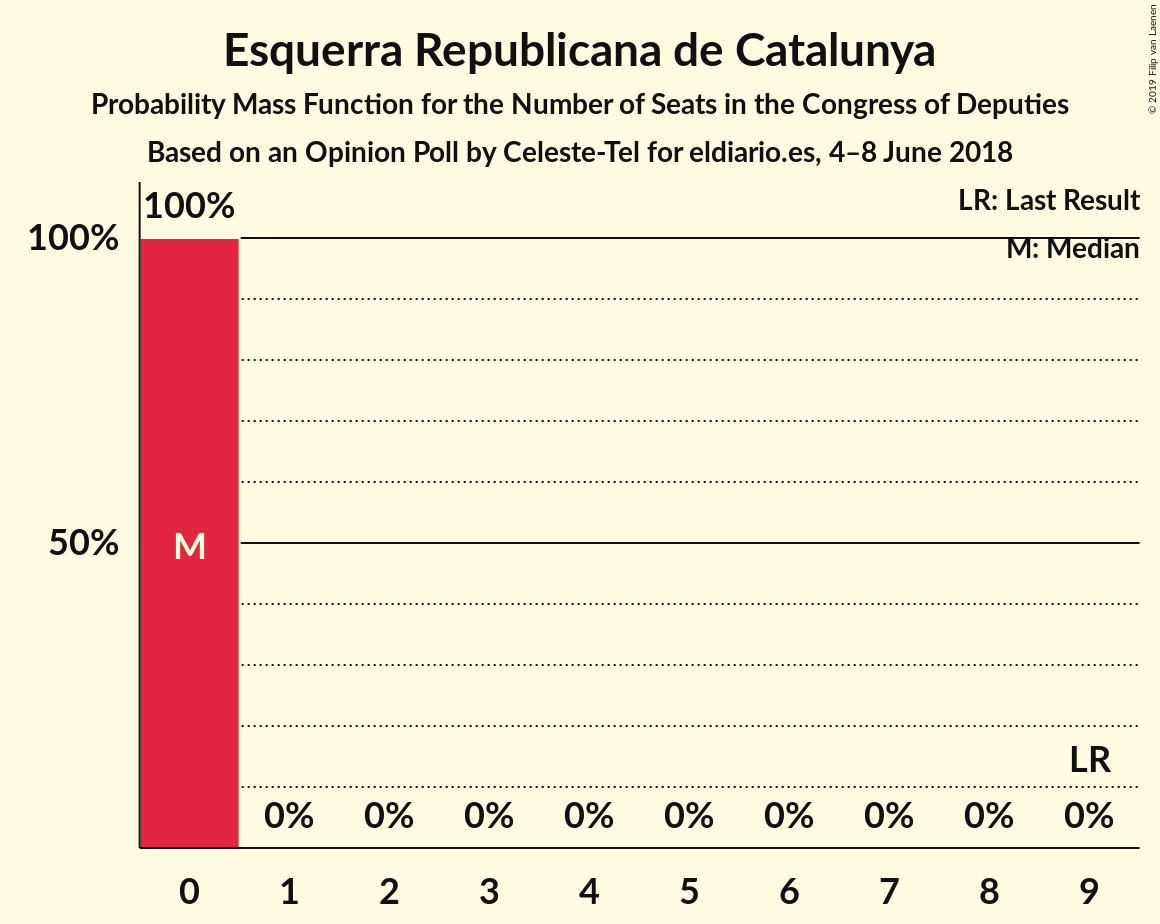 Esquerra Republicana de Catalunya
Probability Mass Function for the Number of Seats in the Congress of Deputies
Based on an Opinion Poll by Celeste-Tel for eldiario.es, 4–8 June 2018
© 2019 Filip van Laenen
LR: Last Result
M: Median
100%
100%
50%
M
LR
0% 0% 0% 0% 0% 0% 0% 0% 0%
0 1 2 3 4 5 6 7 8 9